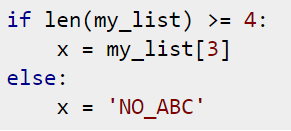 if len(my_list) >= 4:
    x = my_list[3]
else:
    x = 'NO_ABC'